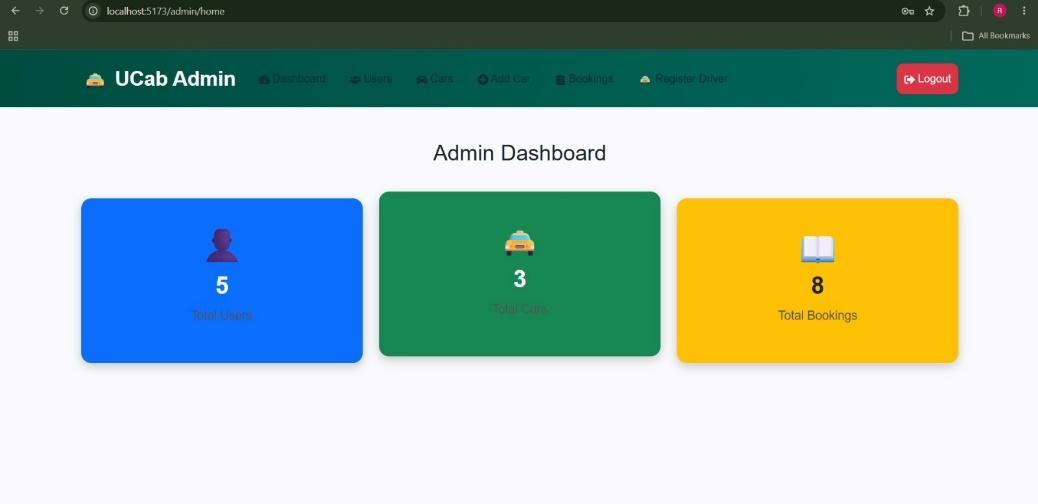 localhost:5173/admin/home
R
All Bookmarks
UCab Admin Dashboard Users Cars Add Car Bookings Register Driver Logout
Admin Dashboard
5
Total Users
3
Total Cars
8
Total Bookings